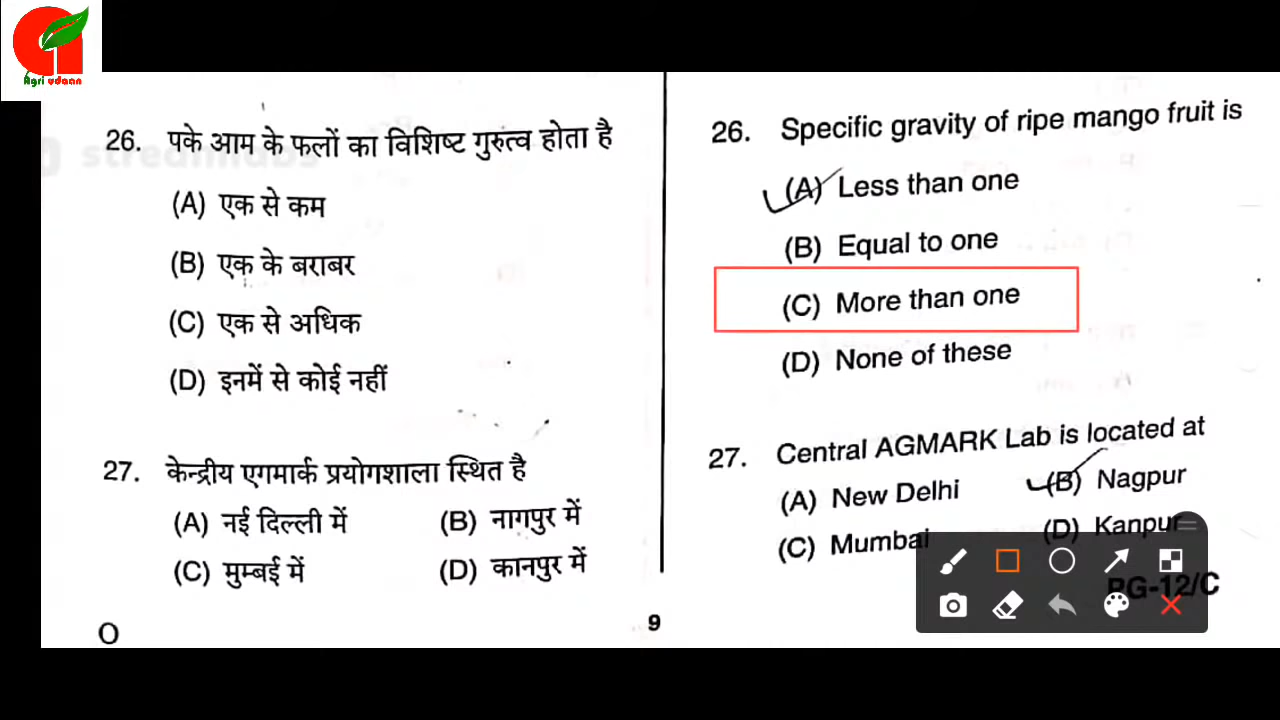 Agri udaan
26. पके आम के फलों का विशिष्ट गुरुत्व होता है
(A) एक से कम
(B) एक के बराबर
(C) एक से अधिक
(D) इनमें से कोई नहीं
27. केन्द्रीय एगमार्क प्रयोगशाला स्थित है
(A) नई दिल्ली में (B) नागपुर में
(C) मुम्बई में (D) कानपुर में
O
9
26. Specific gravity of ripe mango fruit is
(A) Less than one
(B) Equal to one
(C) More than one
(D) None of these
27. Central AGMARK Lab is located at
(A) New Delhi (B) Nagpur
(C) Mumbai (D) Kanpur
PG-12/C